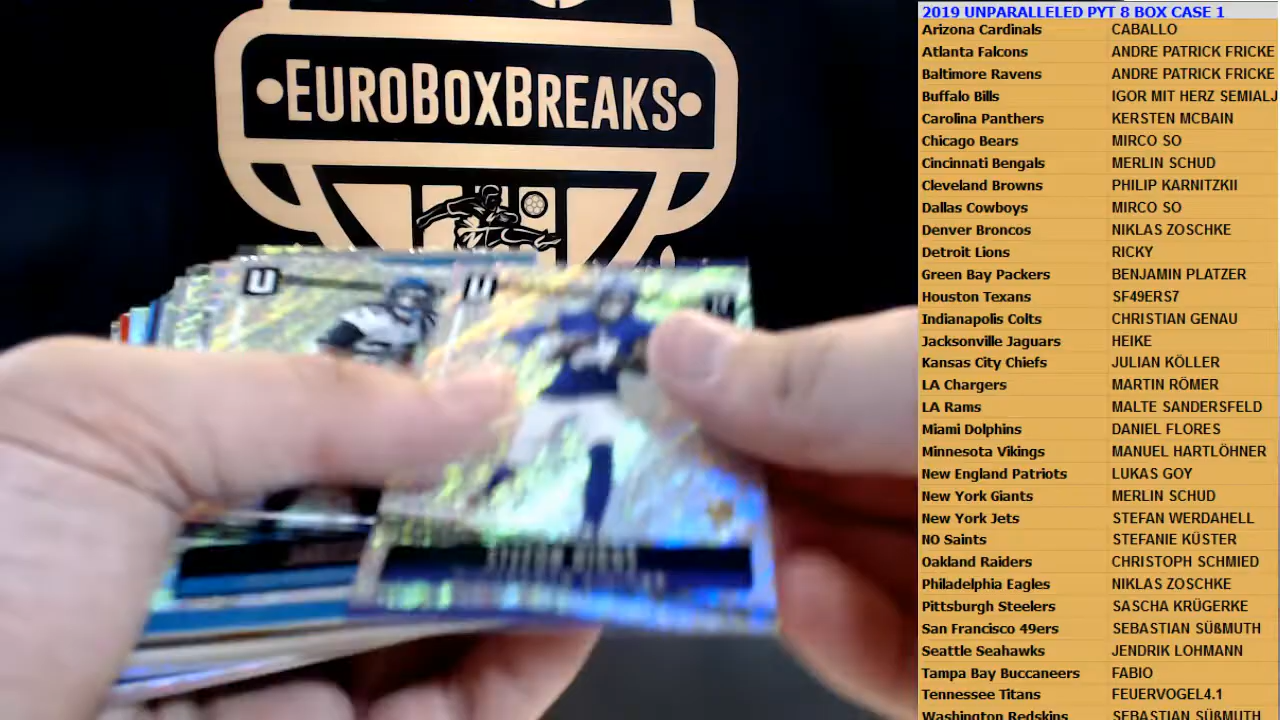 EUROBOXBREAKS
U
14
STEFON DIGGS
2019 UNPARALLELED PYT 8 BOX CASE 1
Arizona Cardinals CABALLO
Atlanta Falcons ANDRE PATRICK FRICKE
Baltimore Ravens ANDRE PATRICK FRICKE
Buffalo Bills IGOR MIT HERZ SEMIALJ
Carolina Panthers KERSTEN MCBAIN
Chicago Bears MIRCO SO
Cincinnati Bengals MERLIN SCHUD
Cleveland Browns PHILIP KARNITZKII
Dallas Cowboys MIRCO SO
Denver Broncos NIKLAS ZOSCHKE
Detroit Lions RICKY
Green Bay Packers BENJAMIN PLATZER
Houston Texans SF49ERS7
Indianapolis Colts CHRISTIAN GENAU
Jacksonville Jaguars HEIKE
Kansas City Chiefs JULIAN KÖLLER
LA Chargers MARTIN RÖMER
LA Rams MALTE SANDERSFELD
Miami Dolphins DANIEL FLORES
Minnesota Vikings MANUEL HARTLÖHNER
New England Patriots LUKAS GOY
New York Giants MERLIN SCHUD
New York Jets STEFAN WERDAHELL
NO Saints STEFANIE KÜSTER
Oakland Raiders CHRISTOPH SCHMIED
Philadelphia Eagles NIKLAS ZOSCHKE
Pittsburgh Steelers SASCHA KRÜGERKE
San Francisco 49ers SEBASTIAN SÜßMUTH
Seattle Seahawks JENDRIK LOHMANN
Tampa Bay Buccaneers FABIO
Tennessee Titans FEUERVOGEL4.1
Washington Redskins SEBASTIAN SÜßMUTH